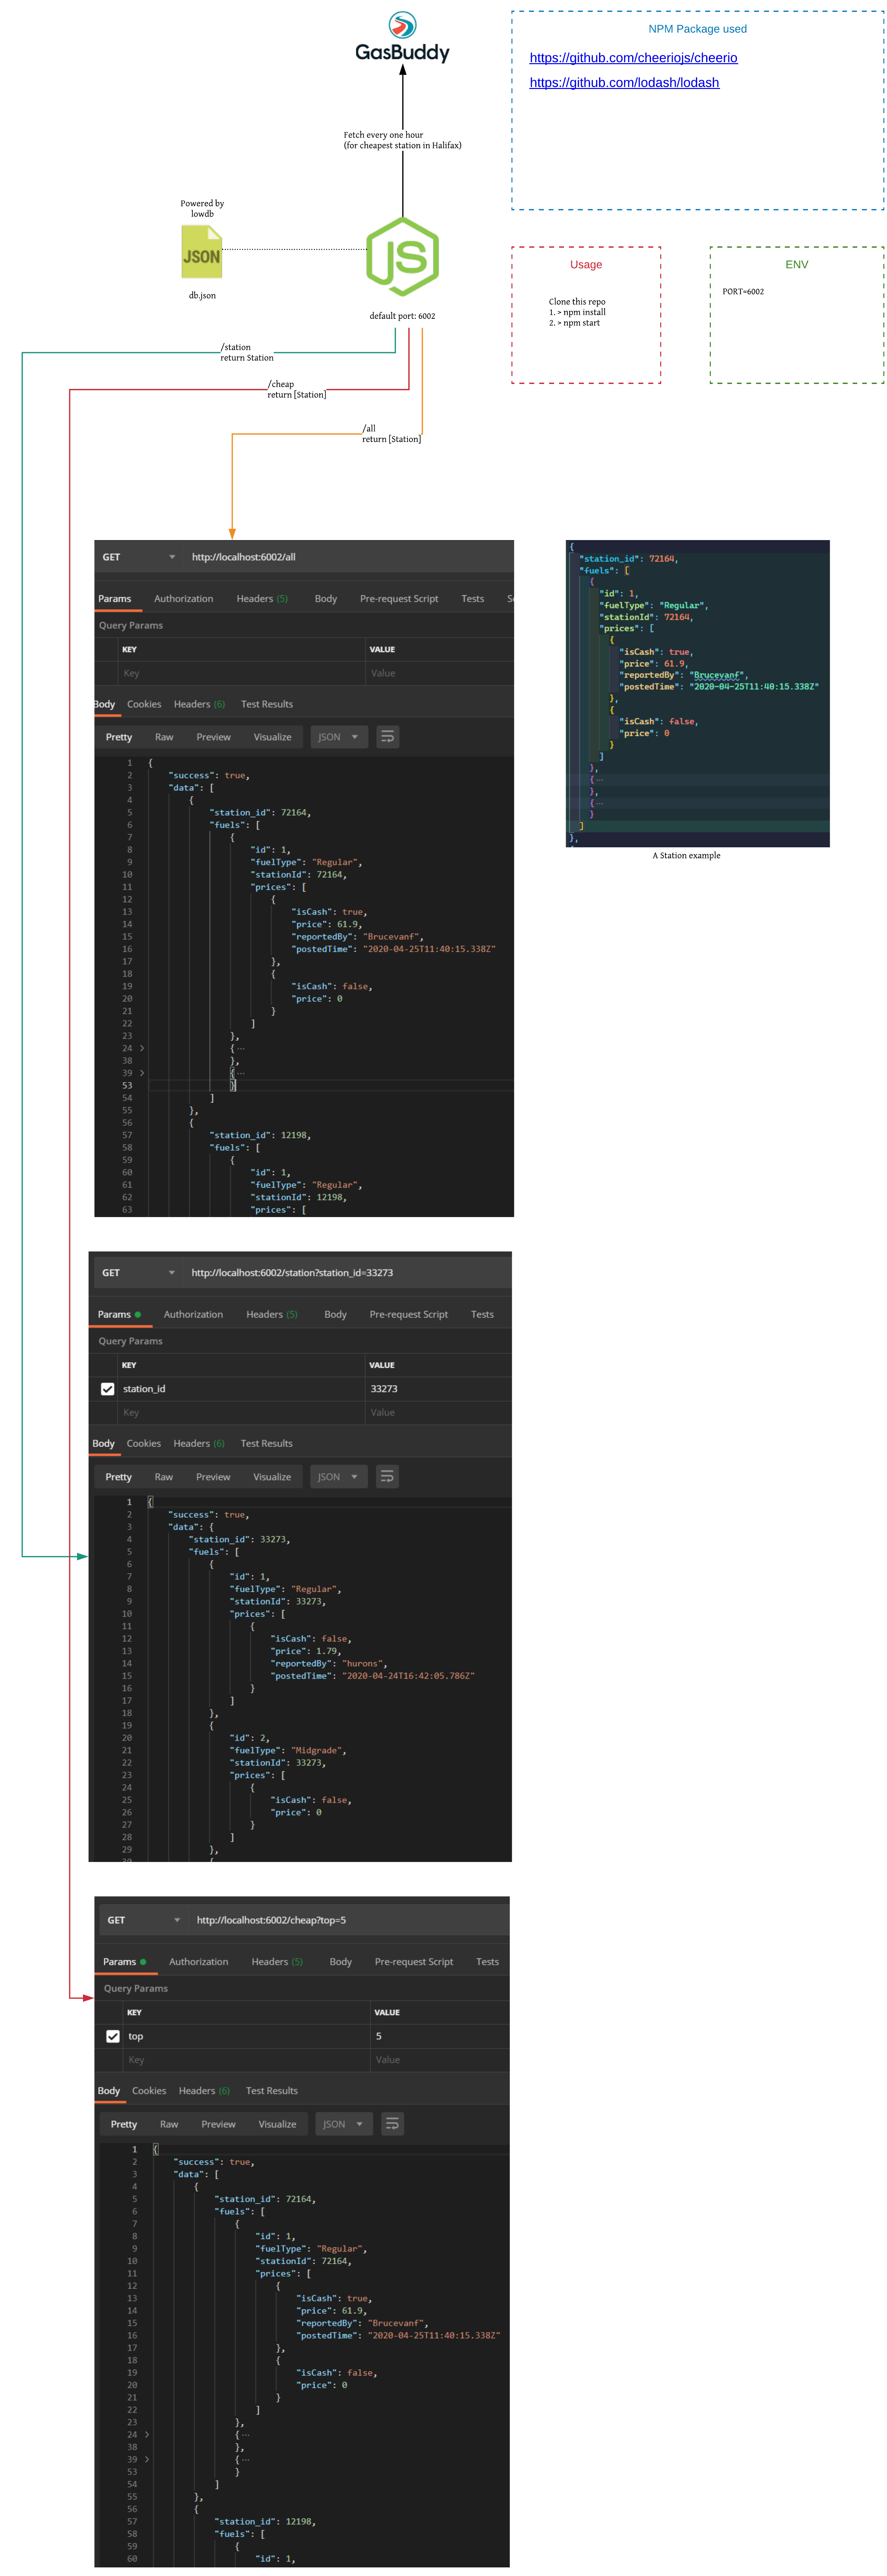 GasBuddy
NPM Package used
https://github.com/cheeriojs/cheerio
https://github.com/lodash/lodash
Fetch every one hour
(for cheapest station in Halifax)
Powered by
lowdb
JSON
db.json
JS
default port: 6002
Usage
Clone this repo
1. > npm install
2. > npm start
ENV
PORT=6002
/station
return Station
/cheap
return [Station]
/all
return [Station]
GET http://localhost:6002/all
Params Authorization Headers (5) Body Pre-request Script Tests
Query Params
KEY VALUE
Key Value
Body Cookies Headers (6) Test Results
Pretty Raw Preview Visualize JSON
1 {
2 "success": true,
3 "data": [
4 {
5 "station_id": 72164,
6 "fuels": [
7 {
8 "id": 1,
9 "fuelType": "Regular",
10 "stationId": 72164,
11 "prices": [
12 {
13 "isCash": true,
14 "price": 61.9,
15 "reportedBy": "Brucevanf",
16 "postedTime": "2020-04-25T11:40:15.338Z"
17 },
18 {
19 "isCash": false,
20 "price": 0
21 }
22 ]
23 },
24 > {…
38 },
39 > {…
53 }
54 ]
55 },
56 {
57 "station_id": 12198,
58 "fuels": [
59 {
60 "id": 1,
61 "fuelType": "Regular",
62 "stationId": 12198,
63 "prices": [
{
"station_id": 72164,
"fuels": [
{
"id": 1,
"fuelType": "Regular",
"stationId": 72164,
"prices": [
{
"isCash": true,
"price": 61.9,
"reportedBy": "Brucevanf",
"postedTime": "2020-04-25T11:40:15.338Z"
},
{
"isCash": false,
"price": 0
}
]
},
{…
},
{…
}
]
},
A Station example
GET http://localhost:6002/station?station_id=33273
Params Authorization Headers (5) Body Pre-request Script Tests
Query Params
KEY VALUE
station_id 33273
Key Value
Body Cookies Headers (6) Test Results
Pretty Raw Preview Visualize JSON
1 {
2 "success": true,
3 "data": {
4 "station_id": 33273,
5 "fuels": [
6 {
7 "id": 1,
8 "fuelType": "Regular",
9 "stationId": 33273,
10 "prices": [
11 {
12 "isCash": false,
13 "price": 1.79,
14 "reportedBy": "hurons",
15 "postedTime": "2020-04-24T16:42:05.786Z"
16 }
17 ]
18 },
19 {
20 "id": 2,
21 "fuelType": "Midgrade",
22 "stationId": 33273,
23 "prices": [
24 {
25 "isCash": false,
26 "price": 0
27 }
28 ]
29 },
GET http://localhost:6002/cheap?top=5
Params Authorization Headers (5) Body Pre-request Script Tests
Query Params
KEY VALUE
top 5
Key Value
Body Cookies Headers (6) Test Results
Pretty Raw Preview Visualize JSON
1 {
2 "success": true,
3 "data": [
4 {
5 "station_id": 72164,
6 "fuels": [
7 {
8 "id": 1,
9 "fuelType": "Regular",
10 "stationId": 72164,
11 "prices": [
12 {
13 "isCash": true,
14 "price": 61.9,
15 "reportedBy": "Brucevanf",
16 "postedTime": "2020-04-25T11:40:15.338Z"
17 },
18 {
19 "isCash": false,
20 "price": 0
21 }
22 ]
23 },
24 > {…
38 },
39 > {…
53 }
54 ]
55 },
56 {
57 "station_id": 12198,
58 "fuels": [
59 {
60 "id": 1,